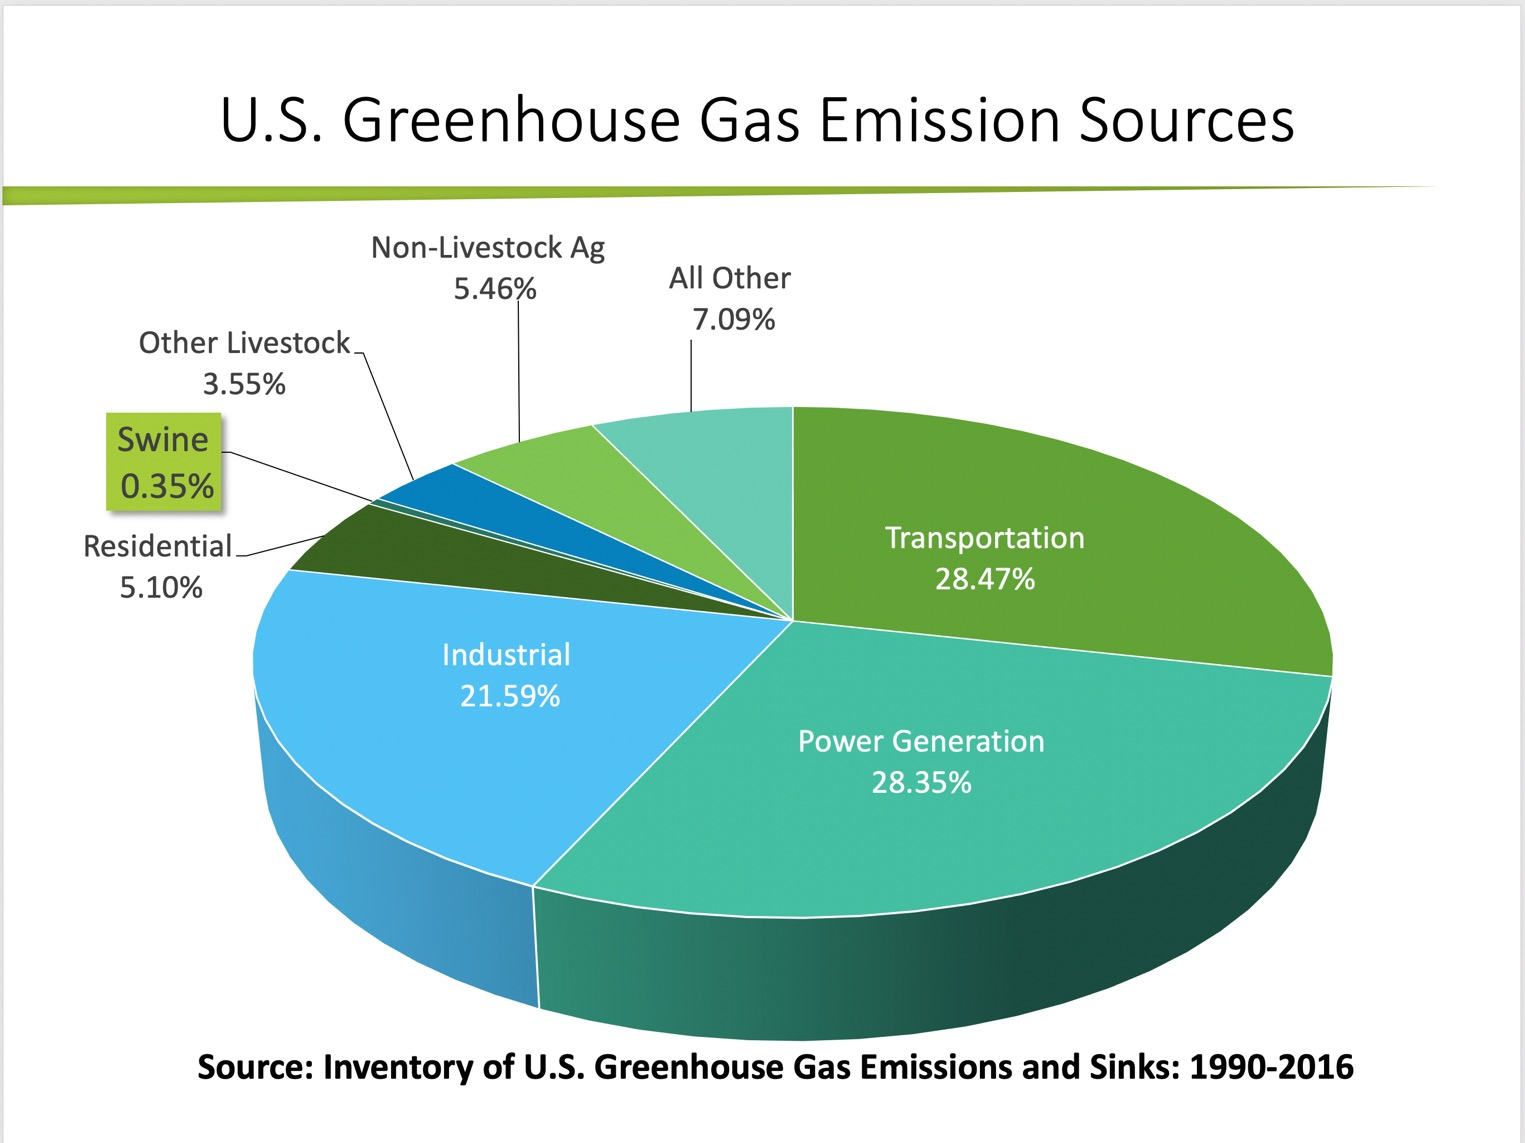 U.S. Greenhouse Gas Emission Sources
Non-Livestock Ag
5.46%
All Other
7.09%
Other Livestock
3.55%
Swine
0.35%
Residential
5.10%
Transportation
28.47%
Industrial
21.59%
Power Generation
28.35%
Source: Inventory of U.S. Greenhouse Gas Emissions and Sinks: 1990-2016